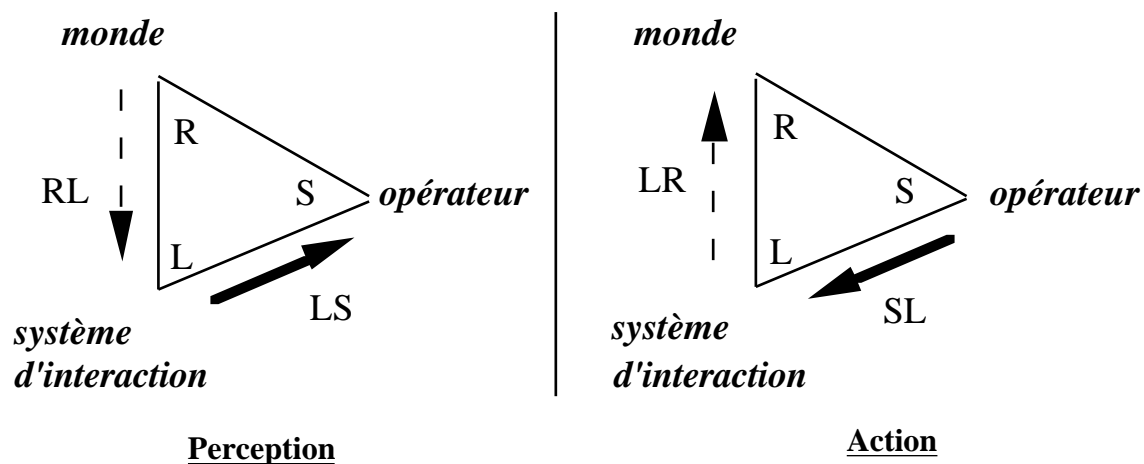 monde
R
RL
S
opérateur
L
LS
système
d'interaction
Perception
monde
R
LR
S
opérateur
L
SL
système
d'interaction
Action